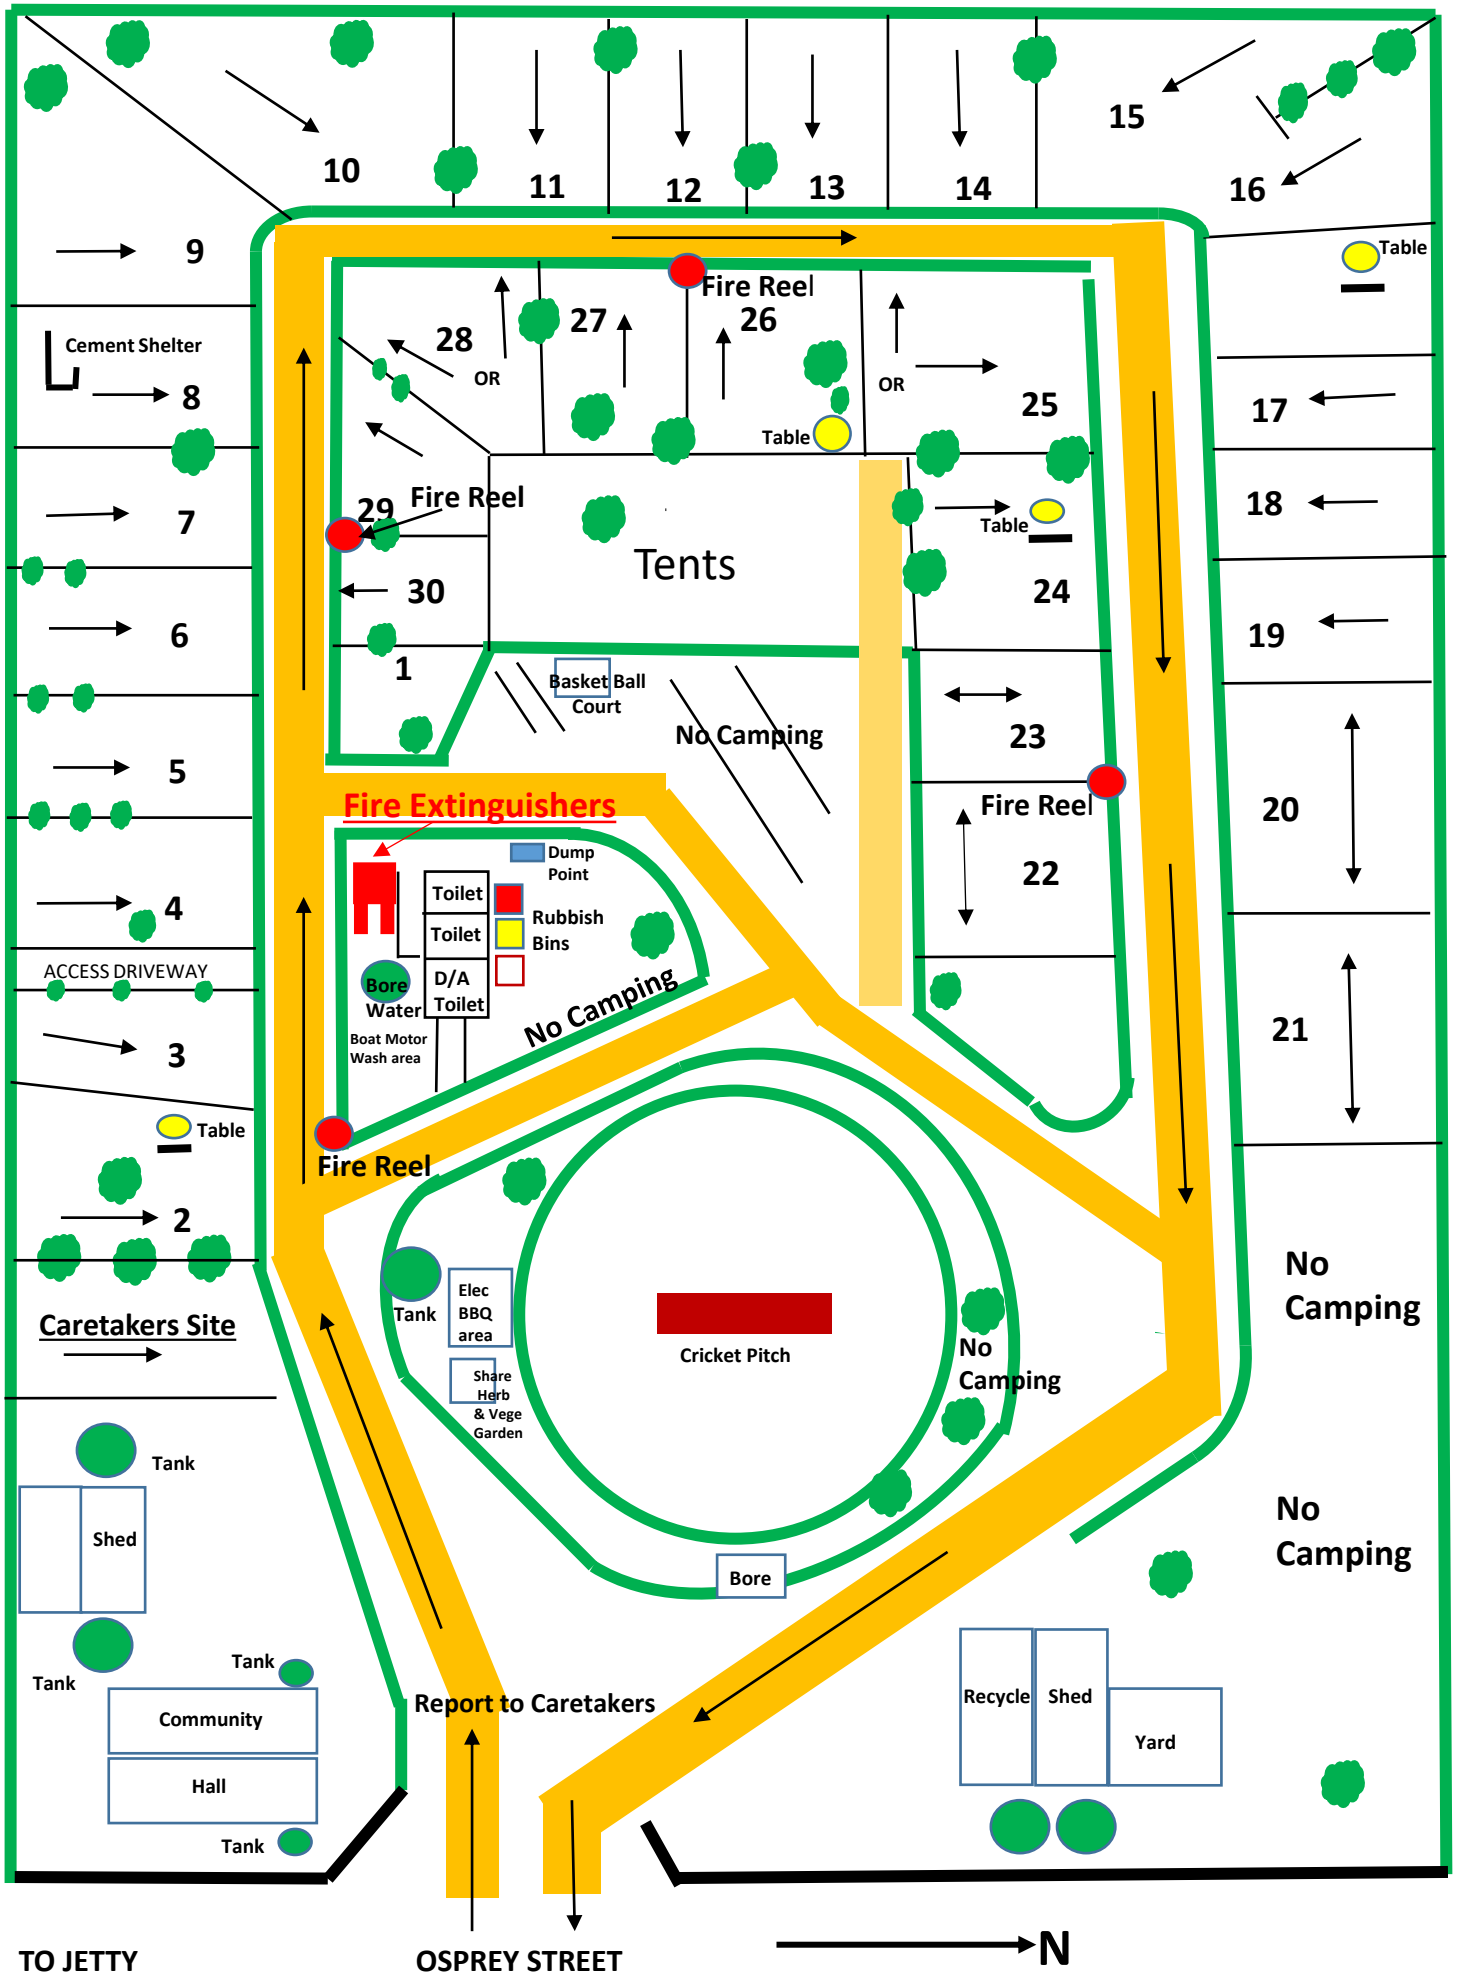 15
10
11
12
13
14
16
9
Table
Fire Reel
28
27
26
OR
OR
25
Cement Shelter
8
17
Table
7
29
Fire Reel
18
Table
Tents
30
24
6
19
1
Basket Ball
Court
No Camping
23
5
Fire Extinguishers
Fire Reel
20
Dump
Point
22
4
Toilet
Toilet
Rubbish
Bins
ACCESS DRIVEWAY
D/A
Toilet
Bore
Water
No Camping
Boat Motor
Wash area
21
3
Table
Fire Reel
2
No
Camping
Caretakers Site
Tank
Elec
BBQ
area
Cricket Pitch
No
Camping
Share
Herb
& Vege
Garden
Tank
Shed
No
Camping
Bore
Tank
Tank
Report to Caretakers
Community
Hall
Recycle
Shed
Yard
Tank
TO JETTY
OSPREY STREET
N